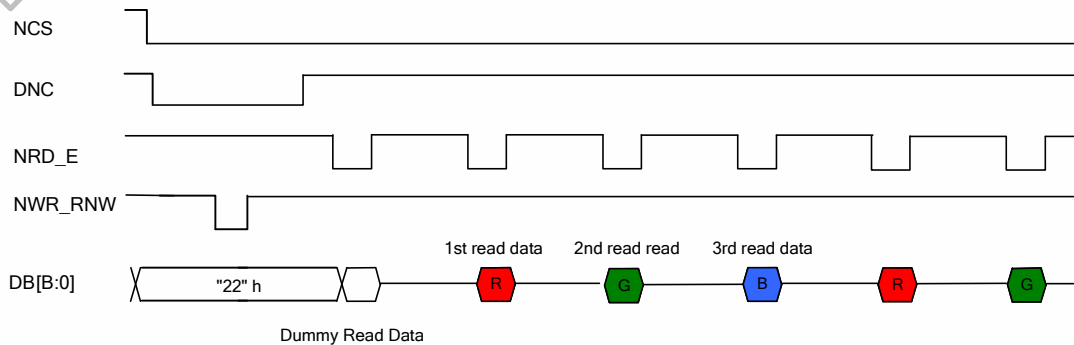 NCS
DNC
NRD_E
NWR_RNW
1st read data 2nd read read 3rd read data
DB[B:0] "22" h R G B R G
Dummy Read Data